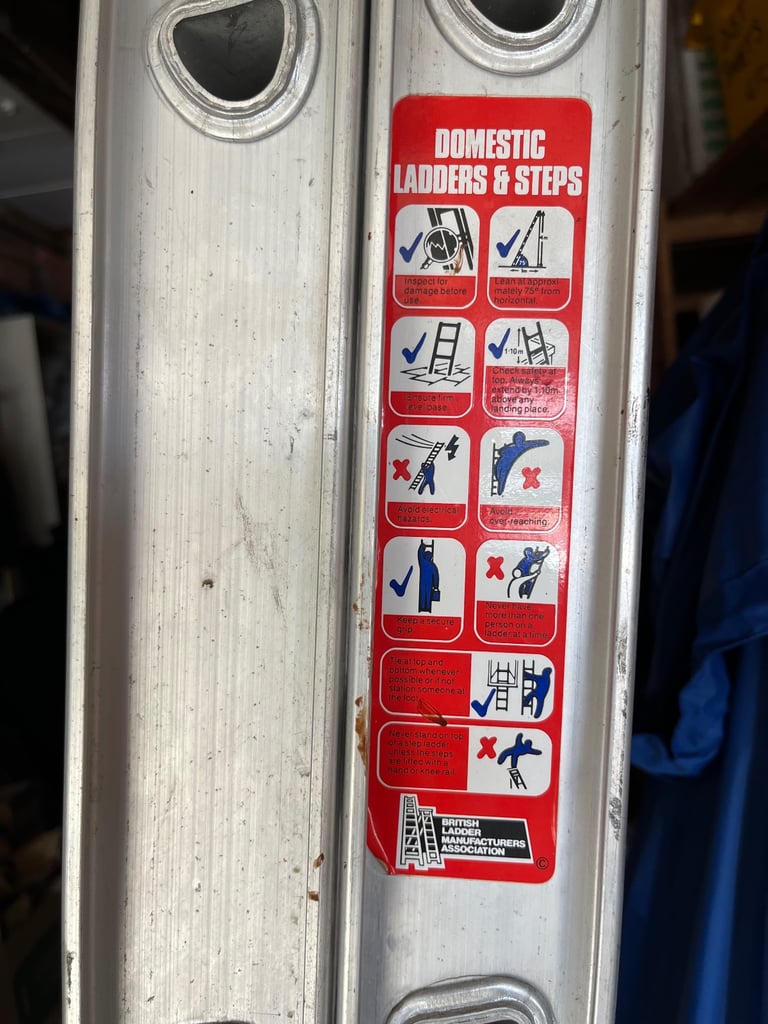 DOMESTIC
LADDERS & STEPS
Inspect for
damage before
use.
75
Lean at approxi-
mately 75° from
horizontal.
Ensure firm
level base.
1·10m
Check safety at
top. Always
extend by 1.10m
above any
landing place.
Avoid electrical
hazards.
Avoid
over-reaching.
Keep a secure
grip.
Never have
more than one
person on a
ladder at a time.
Tie at top and
bottom whenever
possible or if not
station someone at
the foot.
Never stand on top
of a step ladder
unless the steps
are fitted with a
hand or knee rail.
BRITISH
LADDER
MANUFACTURERS
ASSOCIATION
©